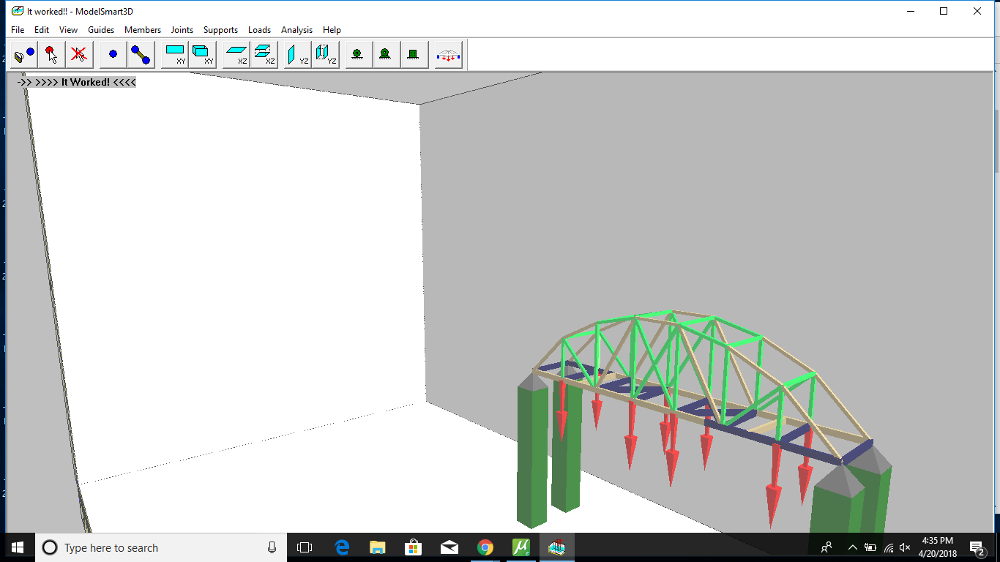 It worked!! - ModelSmart3D
File Edit View Guides Members Joints Supports Loads Analysis Help
XY XY XZ XZ YZ YZ
->> >>>> It Worked! <<<<
Type here to search
4:35 PM
4/20/2018
2